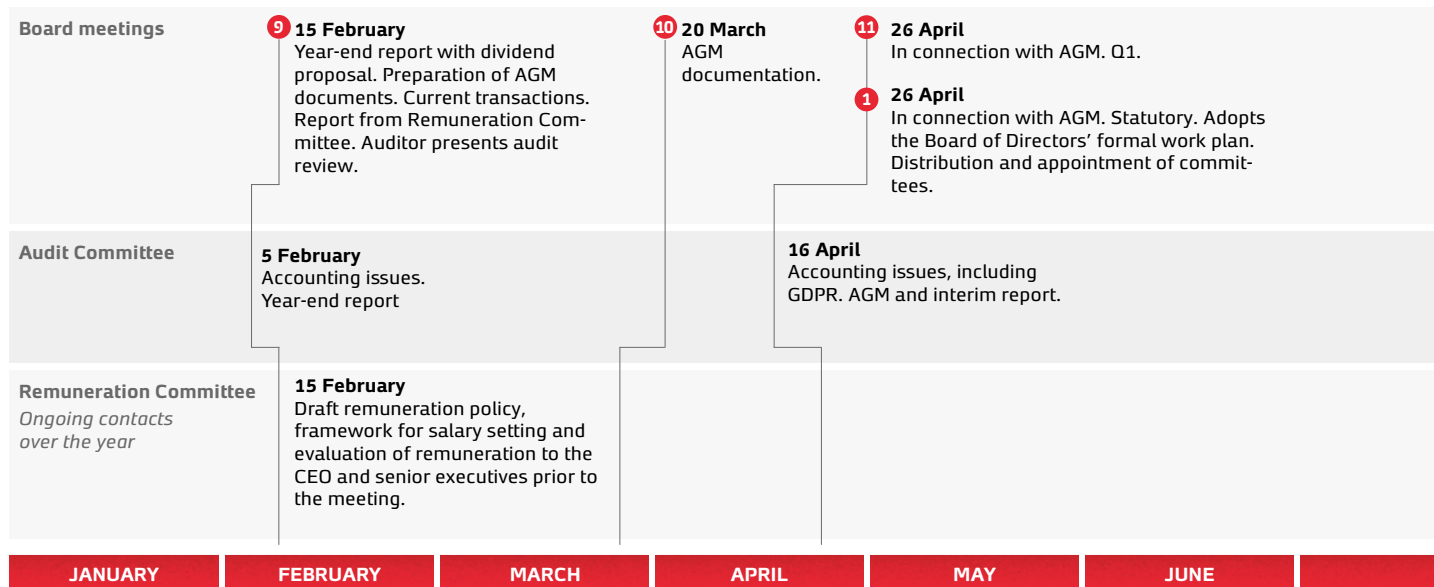 Board meetings
9 15 February
Year-end report with dividend
proposal. Preparation of AGM
documents. Current transactions.
Report from Remuneration Com-
mittee. Auditor presents audit
review.
10 20 March
AGM
documentation.
11 26 April
In connection with AGM. Q1.
1 26 April
In connection with AGM. Statutory. Adopts
the Board of Directors’ formal work plan.
Distribution and appointment of commit-
tees.
Audit Committee
5 February
Accounting issues.
Year-end report
16 April
Accounting issues, including
GDPR. AGM and interim report.
Remuneration Committee
Ongoing contacts
over the year
15 February
Draft remuneration policy,
framework for salary setting and
evaluation of remuneration to the
CEO and senior executives prior to
the meeting.
JANUARY FEBRUARY MARCH APRIL MAY JUNE